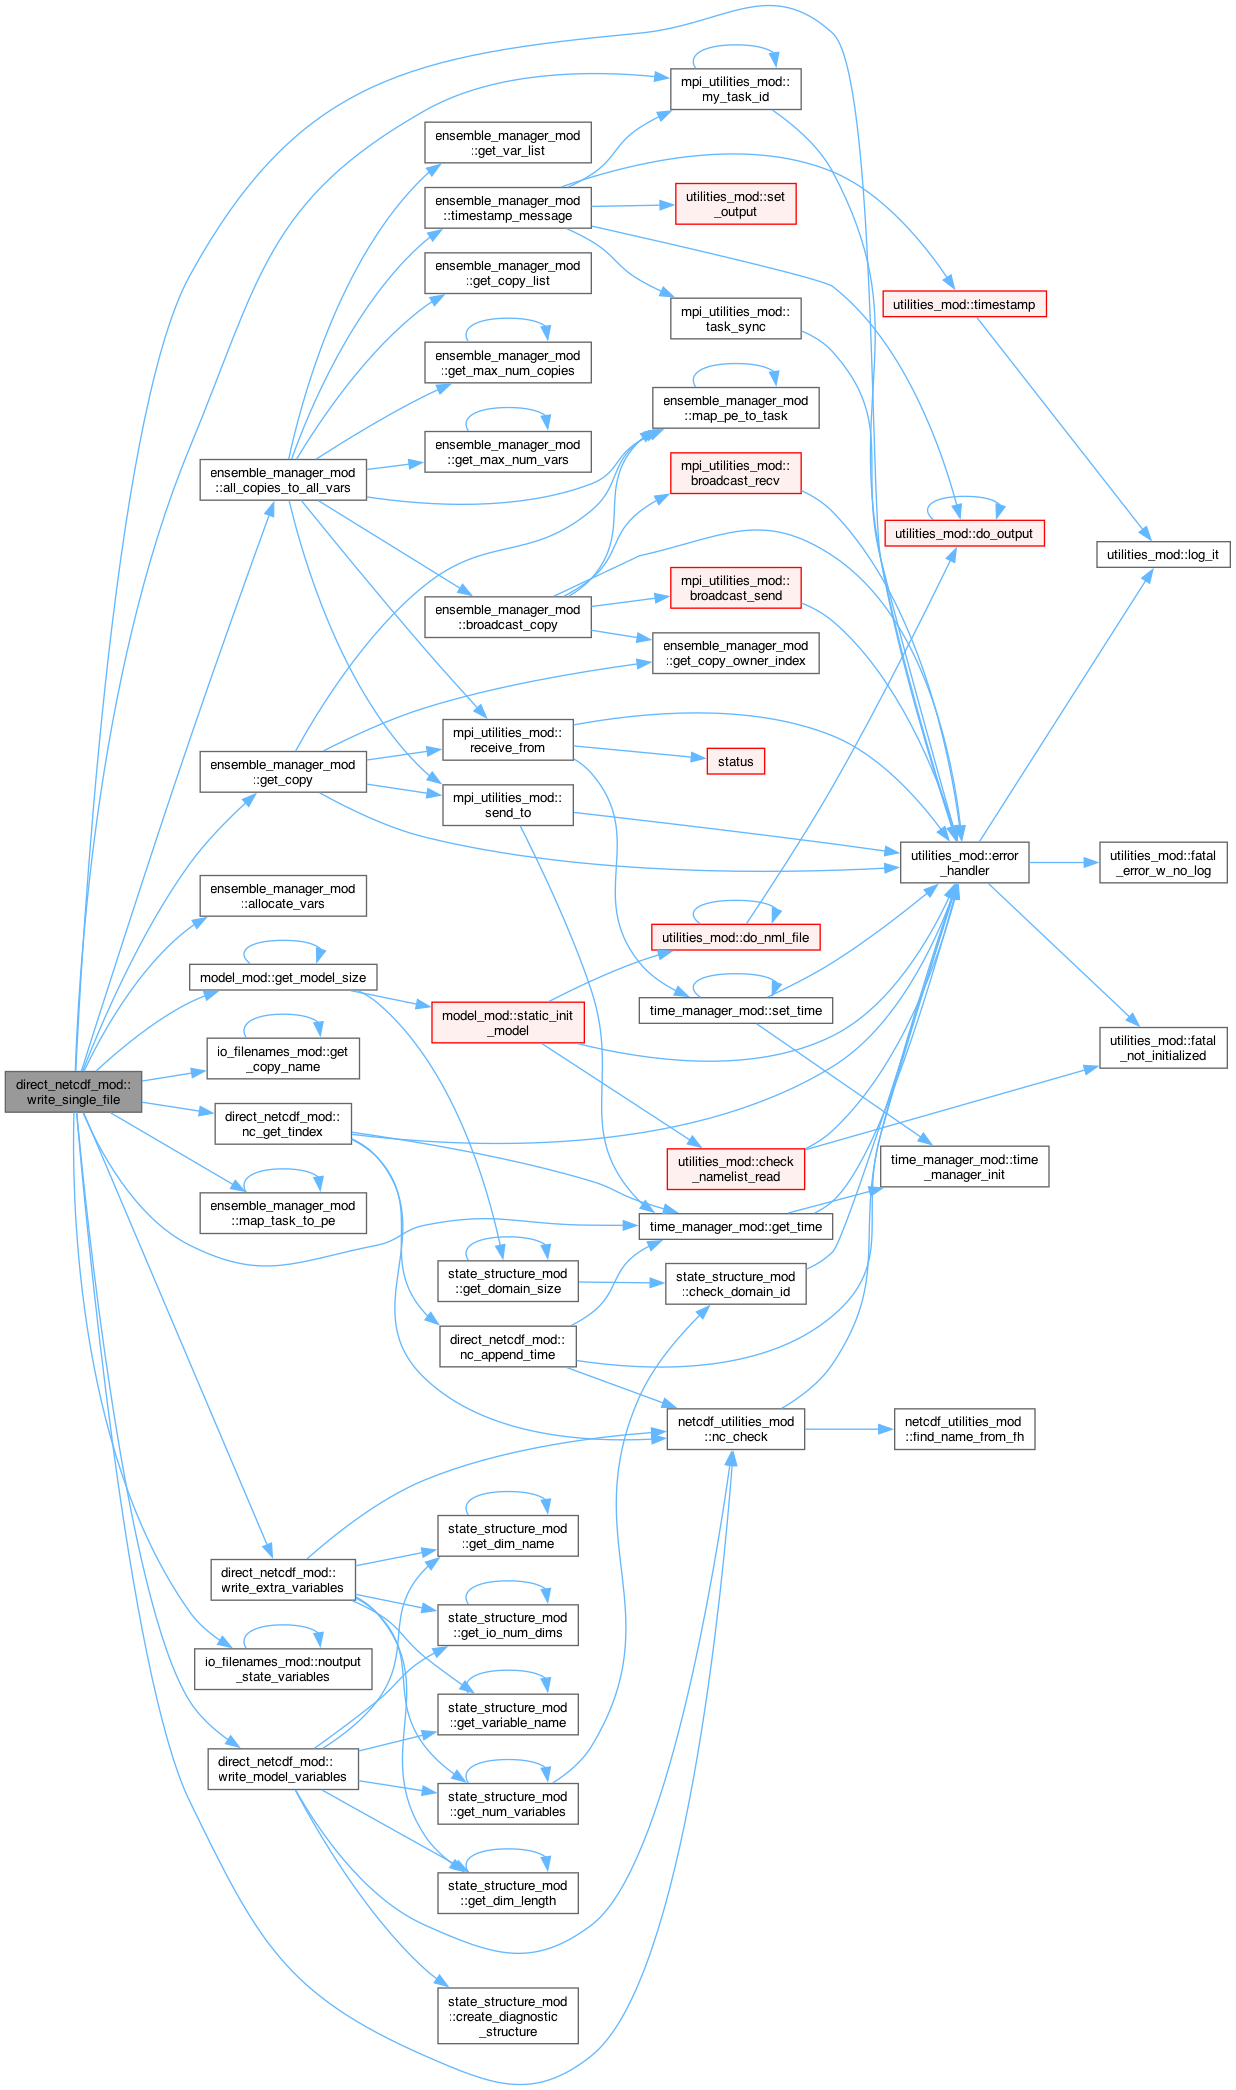 mpi_utilities_mod::
my_task_id
ensemble_manager_mod
::get_var_list
ensemble_manager_mod
::timestamp_message
utilities_mod::set
_output
ensemble_manager_mod
::get_copy_list
utilities_mod::timestamp
mpi_utilities_mod::
task_sync
ensemble_manager_mod
::get_max_num_copies
ensemble_manager_mod
::map_pe_to_task
ensemble_manager_mod
::get_max_num_vars
ensemble_manager_mod
::all_copies_to_all_vars
mpi_utilities_mod::
broadcast_recv
utilities_mod::do_output
utilities_mod::log_it
mpi_utilities_mod::
broadcast_send
ensemble_manager_mod
::broadcast_copy
ensemble_manager_mod
::get_copy_owner_index
mpi_utilities_mod::
receive_from
ensemble_manager_mod
::get_copy
status
mpi_utilities_mod::
send_to
utilities_mod::error
_handler
utilities_mod::fatal
_error_w_no_log
ensemble_manager_mod
::allocate_vars
utilities_mod::do_nml_file
model_mod::get_model_size
model_mod::static_init
_model
time_manager_mod::set_time
utilities_mod::fatal
_not_initialized
io_filenames_mod::get
_copy_name
direct_netcdf_mod::
write_single_file
direct_netcdf_mod::
nc_get_tindex
utilities_mod::check
_namelist_read
time_manager_mod::time
_manager_init
ensemble_manager_mod
::map_task_to_pe
time_manager_mod::get_time
state_structure_mod
::get_domain_size
state_structure_mod
::check_domain_id
direct_netcdf_mod::
nc_append_time
netcdf_utilities_mod
::nc_check
netcdf_utilities_mod
::find_name_from_fh
state_structure_mod
::get_dim_name
direct_netcdf_mod::
write_extra_variables
state_structure_mod
::get_io_num_dims
io_filenames_mod::noutput
_state_variables
state_structure_mod
::get_variable_name
direct_netcdf_mod::
write_model_variables
state_structure_mod
::get_num_variables
state_structure_mod
::get_dim_length
state_structure_mod
::create_diagnostic
_structure